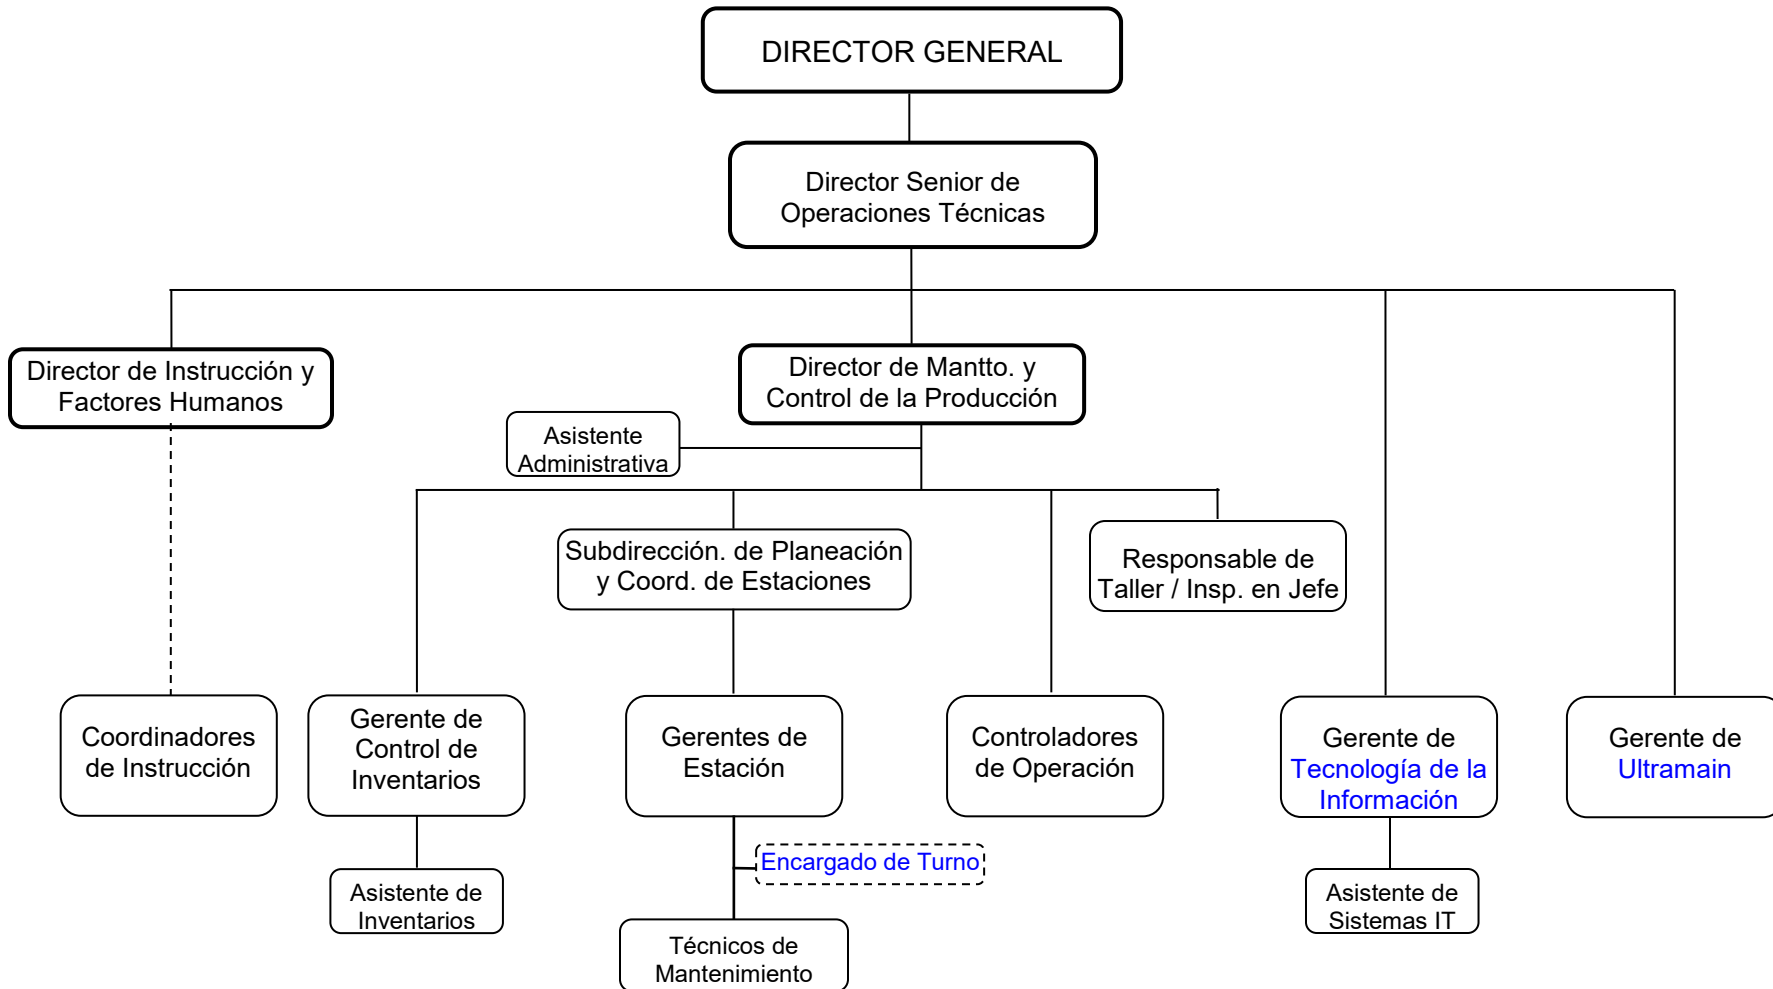 DIRECTOR GENERAL
Director Senior de
Operaciones Técnicas
Director de Instrucción y
Factores Humanos
Director de Mantto. y
Control de la Producción
Asistente
Administrativa
Subdirección. de Planeación
y Coord. de Estaciones
Responsable de
Taller / Insp. en Jefe
Coordinadores
de Instrucción
Gerente de
Control de
Inventarios
Gerentes de
Estación
Controladores
de Operación
Gerente de
Tecnología de la
Información
Gerente de
Ultramain
Encargado de Turno
Asistente de
Inventarios
Técnicos de
Mantenimiento
Asistente de
Sistemas IT